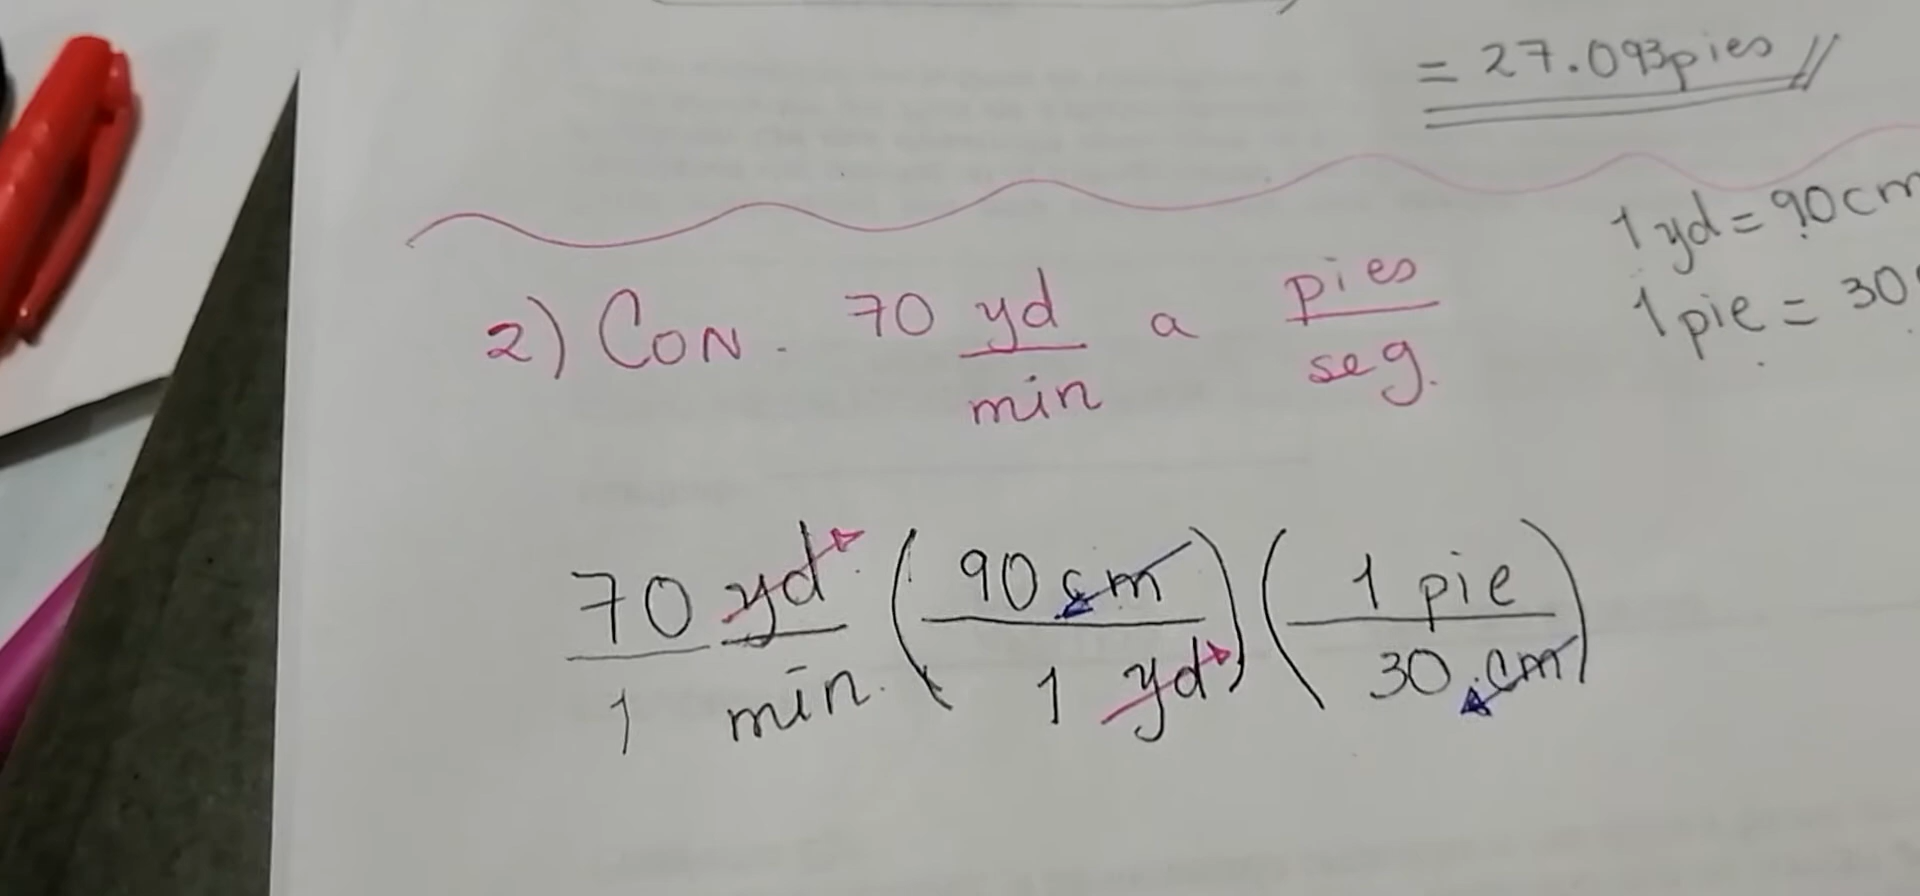 = 27.093pies
1 yd = 90cm
1 pie = 30
2) CON. 70 yd/min a pies/seg.
70 yd/1 min. (90 cm/1 yd) (1 pie/30 cm)